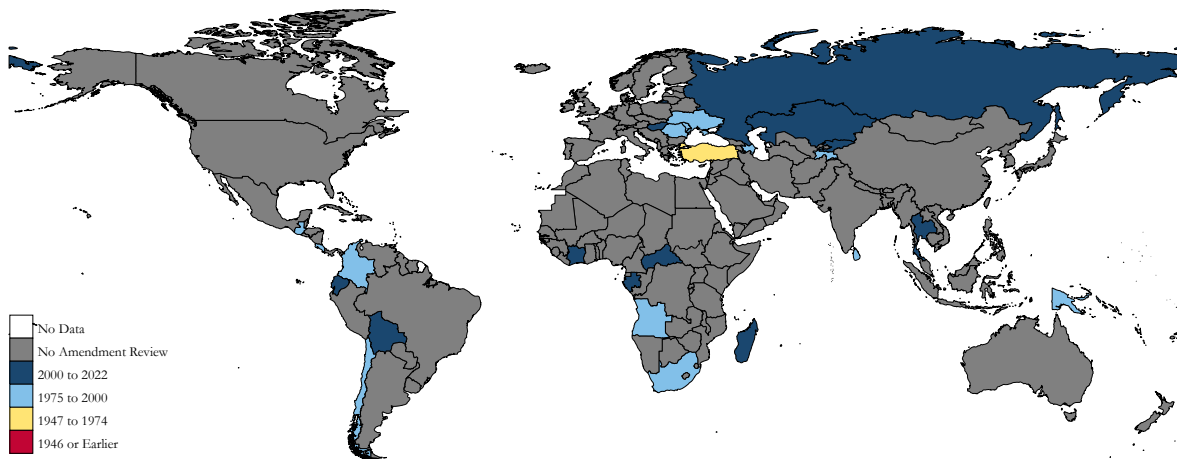 No Data
No Amendment Review
2000 to 2022
1975 to 2000
1947 to 1974
1946 or Earlier